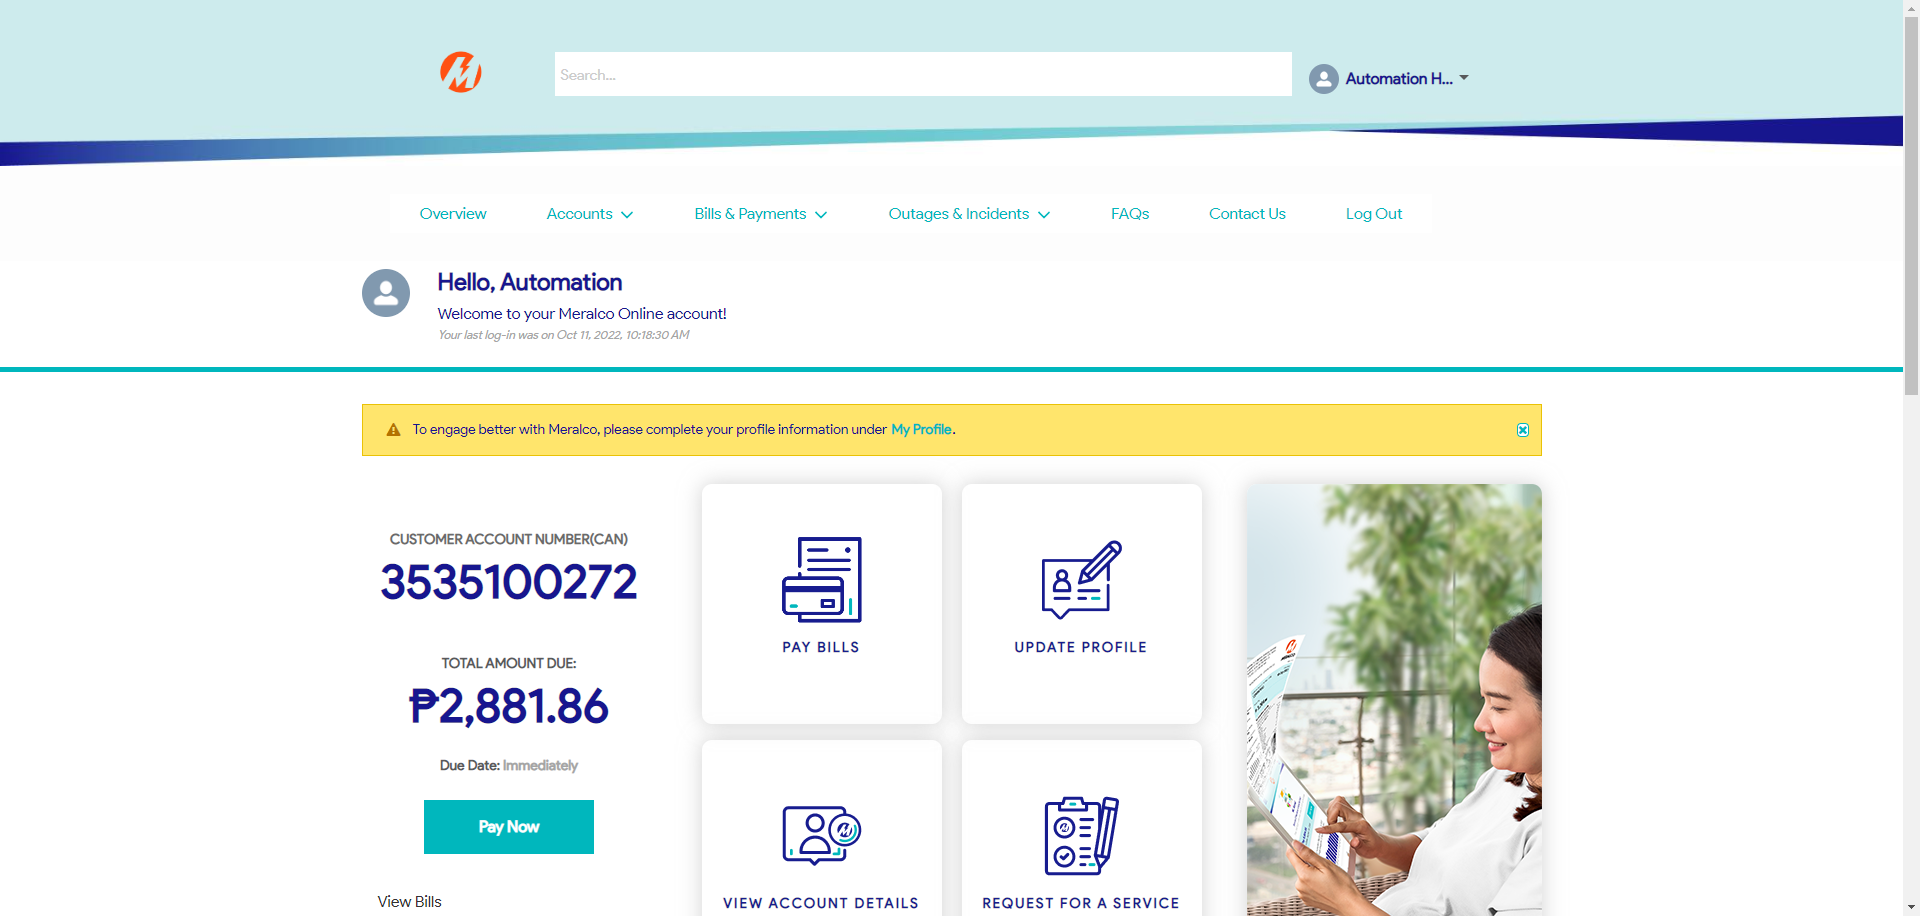 Search...
Automation H...
Overview
Accounts
Bills & Payments
Outages & Incidents
FAQs
Contact Us
Log Out
Hello, Automation
Welcome to your Meralco Online account!
Your last log-in was on Oct 11, 2022, 10:18:30 AM
To engage better with Meralco, please complete your profile information under My Profile.
CUSTOMER ACCOUNT NUMBER(CAN)
3535100272
TOTAL AMOUNT DUE:
₱2,881.86
Due Date: Immediately
Pay Now
View Bills
PAY BILLS
UPDATE PROFILE
VIEW ACCOUNT DETAILS
REQUEST FOR A SERVICE